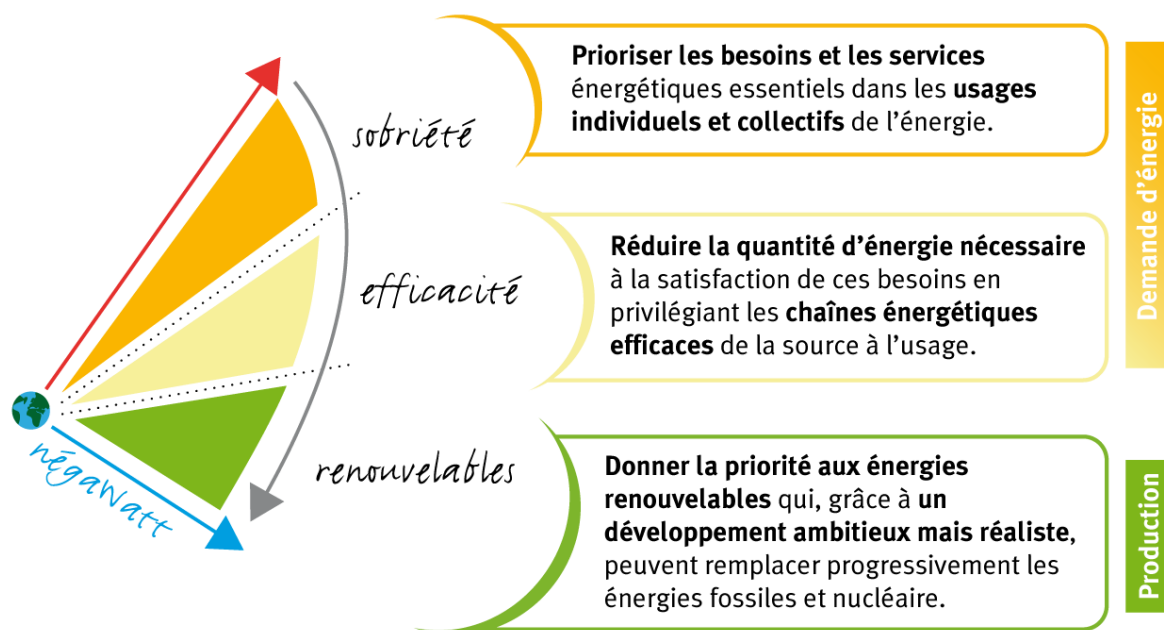 sobriété
Prioriser les besoins et les services
énergétiques essentiels dans les usages
individuels et collectifs de l’énergie.
efficacité
Réduire la quantité d’énergie nécessaire
à la satisfaction de ces besoins en
privilégiant les chaînes énergétiques
efficaces de la source à l’usage.
Demande d’énergie
négaWatt
renouvelables
Donner la priorité aux énergies
renouvelables qui, grâce à un
développement ambitieux mais réaliste,
peuvent remplacer progressivement les
énergies fossiles et nucléaire.
Production